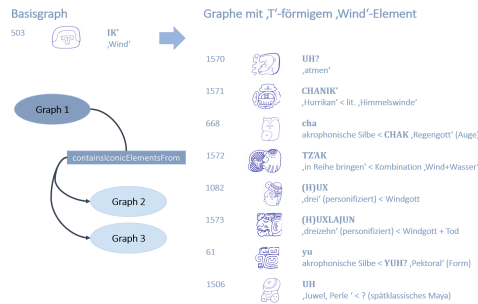 Basisgraph
503
IK’
‚Wind‘
Graphe mit ‚T‘-förmigem ‚Wind‘-Element
Graph 1
containsIconicElementsFrom
Graph 2
Graph 3
1570
UH?
‚atmen‘
1571
CHANIK’
‚Hurrikan‘ < lit. ‚Himmelswinde‘
668
cha
akrophonische Silbe < CHAK ‚Regengott‘ (Auge)
1572
TZ’AK
‚in Reihe bringen‘ < Kombination ‚Wind+Wasser‘
1082
(H)UX
‚drei‘ (personifiziert) < Windgott
1573
(H)UXLAJUN
‚dreizehn‘ (personifiziert) < Windgott + Tod
61
yu
akrophonische Silbe < YUH? ‚Pektoral‘ (Form)
1506
UH
‚Juwel, Perle ‘ < ? (spätklassisches Maya)